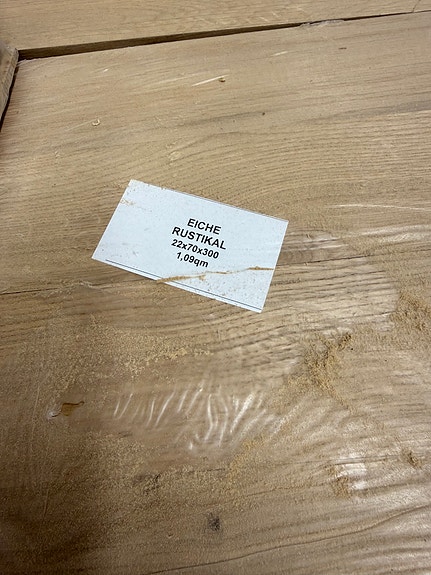 EICHE
RUSTIKAL
22x70x300
1,09qm